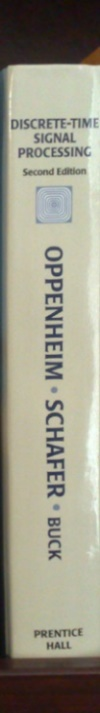 DISCRETE-TIME
SIGNAL
PROCESSING
Second Edition
OPPENHEIM • SCHAFER • BUCK
PRENTICE
HALL